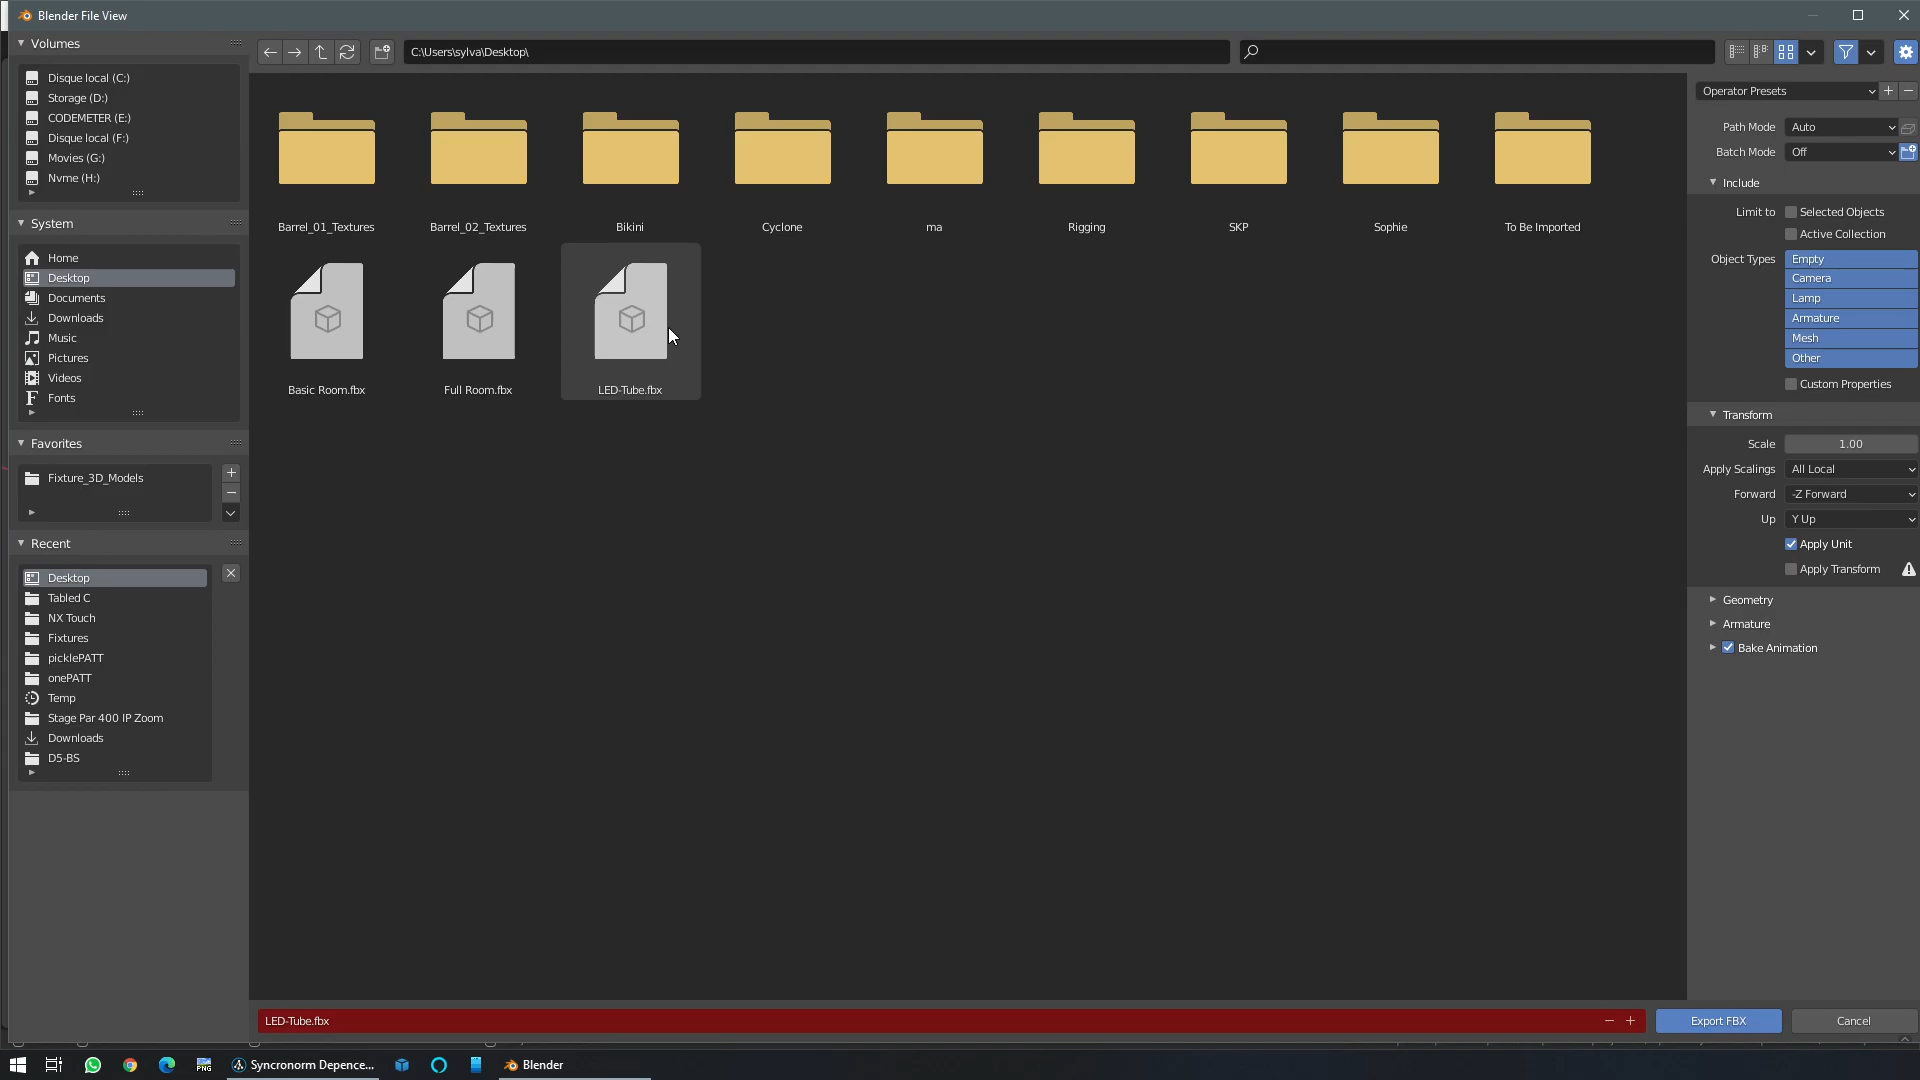 Blender File View
Volumes
C:\Users\sylva\Desktop\
Disque local (C:)
Storage (D:)
CODEMETER (E:)
Disque local (F:)
Movies (G:)
Nvme (H:)
System
Home
Desktop
Documents
Downloads
Music
Pictures
Videos
Fonts
Favorites
Fixture_3D_Models
Recent
Desktop
Tabled C
NX Touch
Fixtures
picklePATT
onePATT
Temp
Stage Par 400 IP Zoom
Downloads
D5-BS
Barrel_01_Textures
Barrel_02_Textures
Bikini
Cyclone
ma
Rigging
SKP
Sophie
To Be Imported
Basic Room.fbx
Full Room.fbx
LED-Tube.fbx
Operator Presets
Path Mode Auto
Batch Mode Off
Include
Limit to Selected Objects
Active Collection
Object Types Empty
Camera
Lamp
Armature
Mesh
Other
Custom Properties
Transform
Scale 1.00
Apply Scalings All Local
Forward -Z Forward
Up Y Up
Apply Unit
Apply Transform
Geometry
Armature
Bake Animation
LED-Tube.fbx
Export FBX
Cancel
PNG
Syncronorm Depence...
Blender